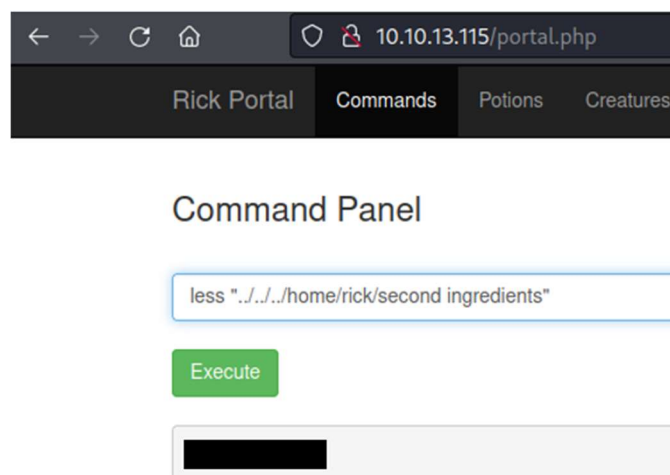 10.10.13.115/portal.php
Rick Portal Commands Potions Creatures
Command Panel
less "../../../home/rick/second ingredients"
Execute